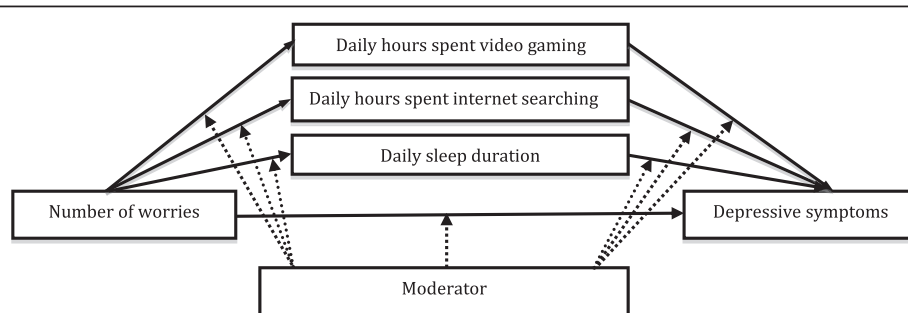 Daily hours spent video gaming
Daily hours spent internet searching
Daily sleep duration
Number of worries
Depressive symptoms
Moderator